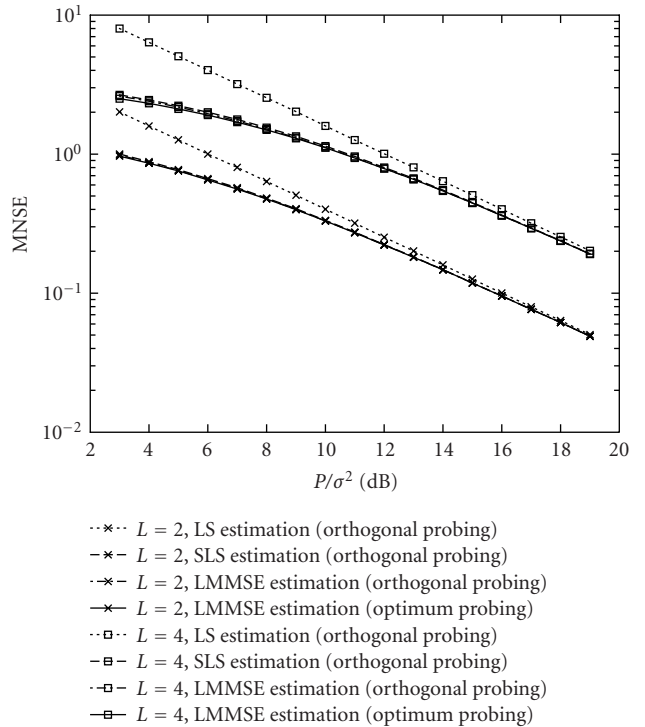 10^1
10^0
10^-1
10^-2
MNSE
2 4 6 8 10 12 14 16 18 20
P/σ^2 (dB)
L = 2, LS estimation (orthogonal probing)
L = 2, SLS estimation (orthogonal probing)
L = 2, LMMSE estimation (orthogonal probing)
L = 2, LMMSE estimation (optimum probing)
L = 4, LS estimation (orthogonal probing)
L = 4, SLS estimation (orthogonal probing)
L = 4, LMMSE estimation (orthogonal probing)
L = 4, LMMSE estimation (optimum probing)